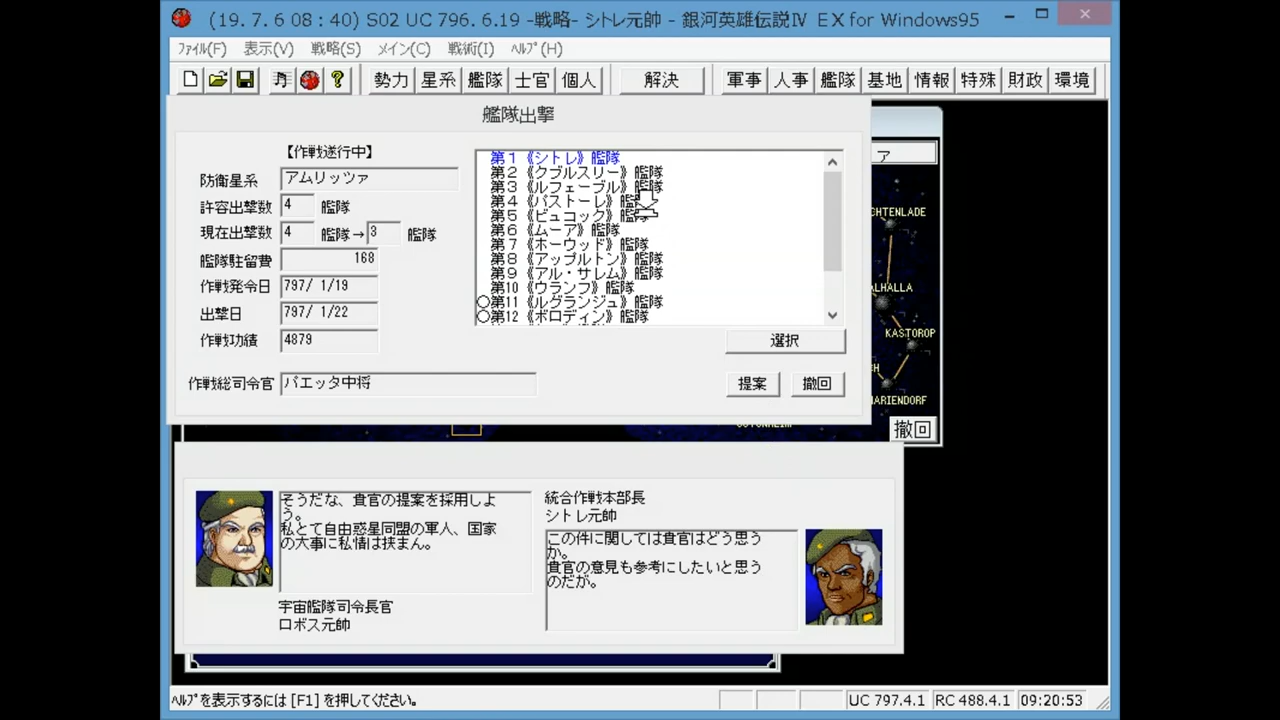 (19. 7. 6 08 : 40) S02 UC 796. 6.19 -戦略- シトレ元帥 - 銀河英雄伝説Ⅳ EX for Windows95
ﾌｧｲﾙ(F) 表示(V) 戦略(S) ﾒｲﾝ(C) 戦術(I) ﾍﾙﾌﾟ(H)
勢力 星系 艦隊 士官 個人 解決 軍事 人事 艦隊 基地 情報 特殊 財政 環境
艦隊出撃
【作戦遂行中】
防衛星系 アムリッツァ
許容出撃数 4 艦隊
現在出撃数 4 艦隊→3 艦隊
艦隊駐留費 168
作戦発令日 797/ 1/19
出撃日 797/ 1/22
作戦功績 4879
作戦総司令官 パエッタ中将
第１《シトレ》艦隊
第２《クブルスリー》艦隊
第３《ルフェーブル》艦隊
第４《パストーレ》艦隊
第５《ビュコック》艦隊
第６《ムーア》艦隊
第７《ホーウッド》艦隊
第８《アップルトン》艦隊
第９《アル・サレム》艦隊
第10《ウランフ》艦隊
○第11《ルグランジュ》艦隊
○第12《ボロディン》艦隊
選択
提案 撤回
ア
CHTENLADE
ALHALLA
KASTOROP
CH
MARIENDORF
撤回
そうだな、貴官の提案を採用しよ
う。
私とて自由惑星同盟の軍人、国家
の大事に私情は挟まん。
宇宙艦隊司令長官
ロボス元帥
統合作戦本部長
シトレ元帥
この件に関しては貴官はどう思う
か。
貴官の意見も参考にしたいと思う
のだが。
ﾍﾙﾌﾟを表示するには [F1] を押してください。
UC 797.4.1 RC 488.4.1 09:20:53